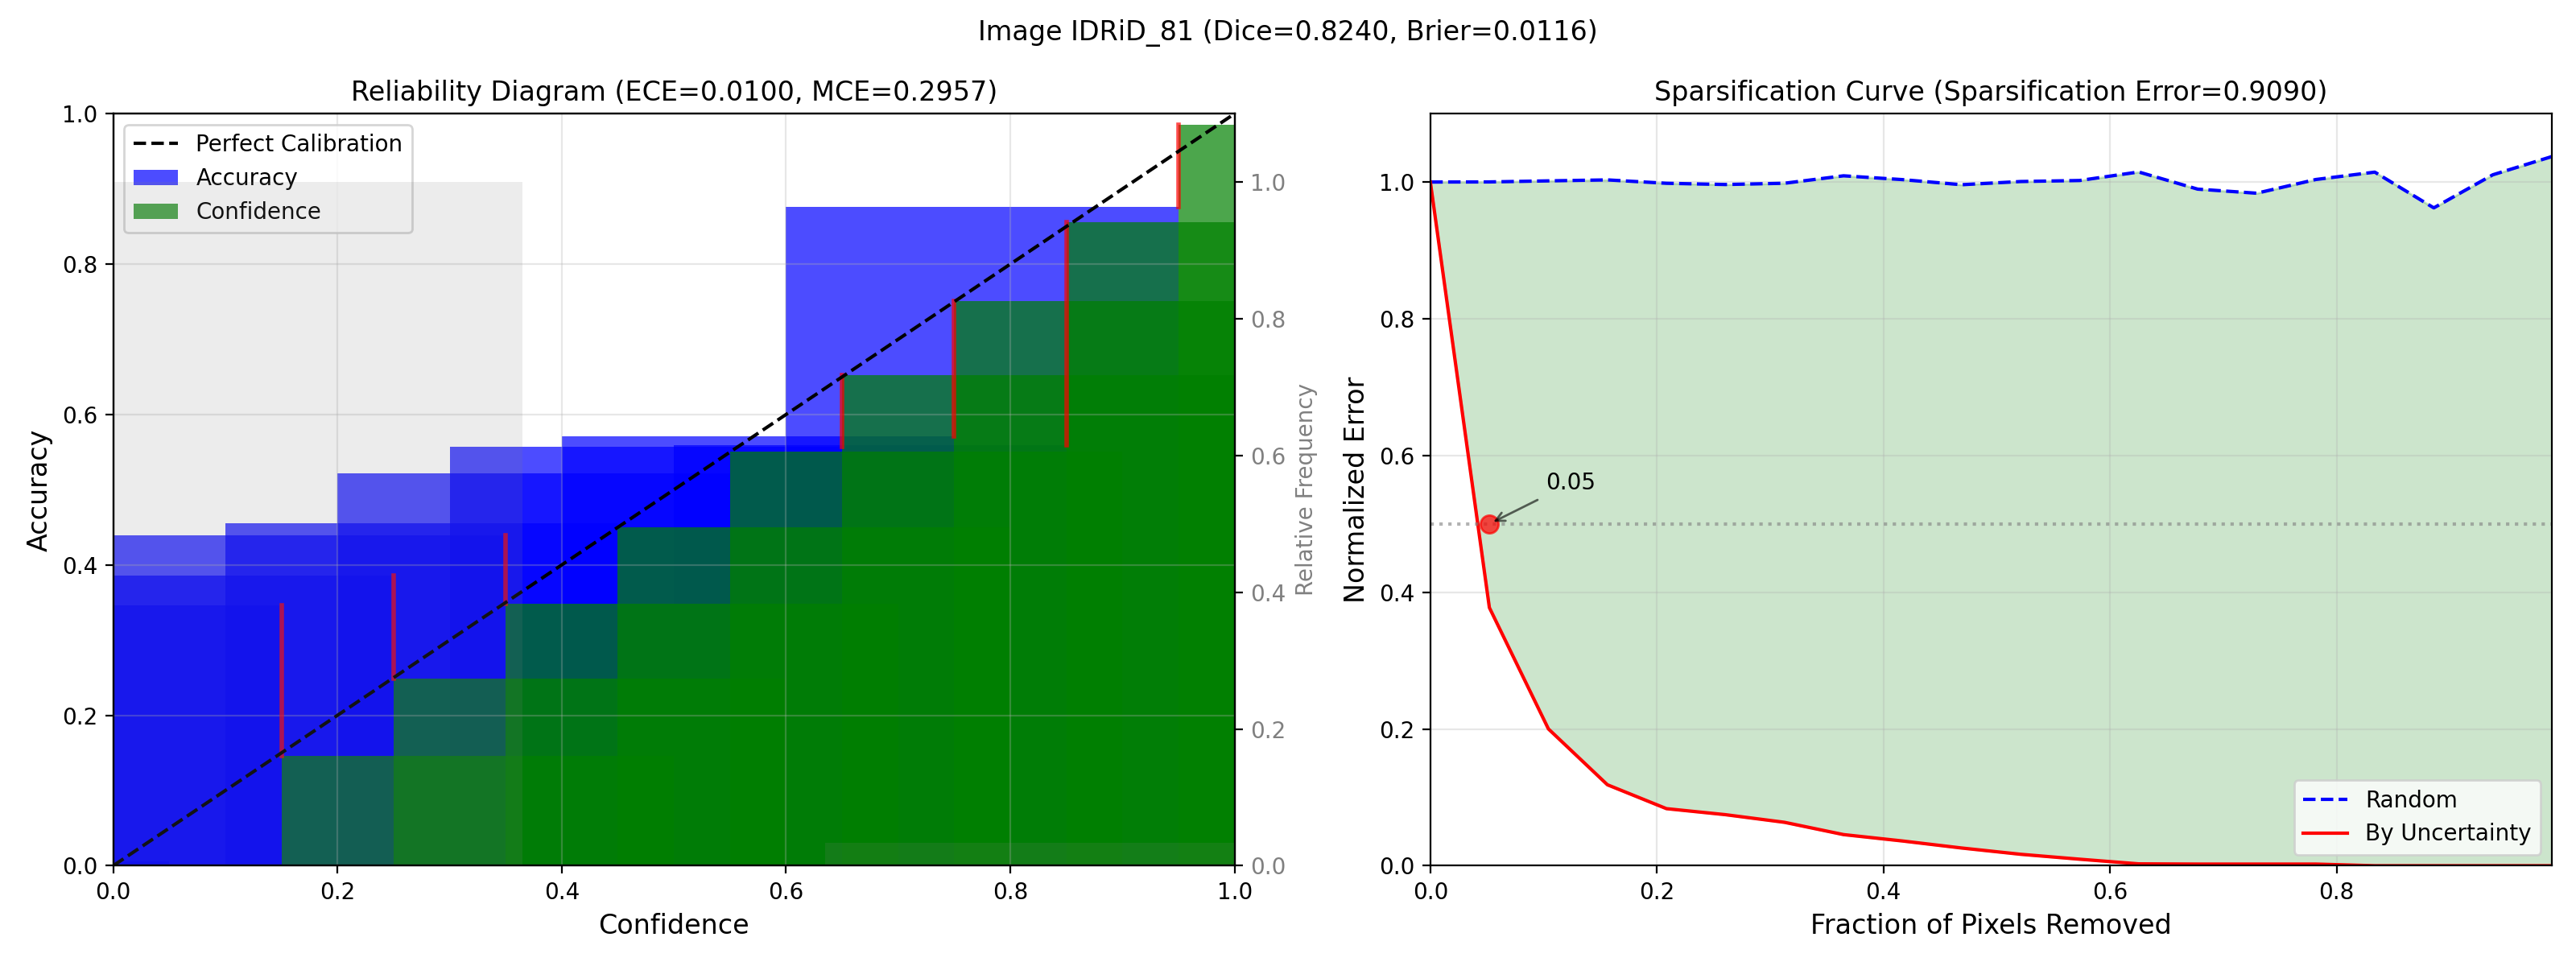 Image IDRiD_81 (Dice=0.8240, Brier=0.0116)
Reliability Diagram (ECE=0.0100, MCE=0.2957)
Perfect Calibration
Accuracy
Confidence
1.0
0.8
0.6
0.4
0.2
0.0
Accuracy
0.0
0.2
0.4
0.6
0.8
1.0
Confidence
1.0
0.8
0.6
0.4
0.2
0.0
Relative Frequency
Sparsification Curve (Sparsification Error=0.9090)
1.0
0.8
0.6
0.4
0.2
0.0
Normalized Error
0.05
Random
By Uncertainty
0.0
0.2
0.4
0.6
0.8
Fraction of Pixels Removed